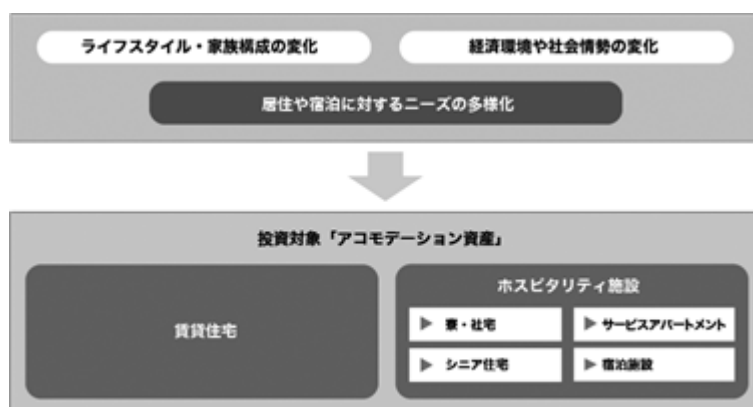 ライフスタイル・家族構成の変化
経済環境や社会情勢の変化
居住や宿泊に対するニーズの多様化
投資対象「アコモデーション資産」
賃貸住宅
ホスピタリティ施設
寮・社宅
サービスアパートメント
シニア住宅
宿泊施設